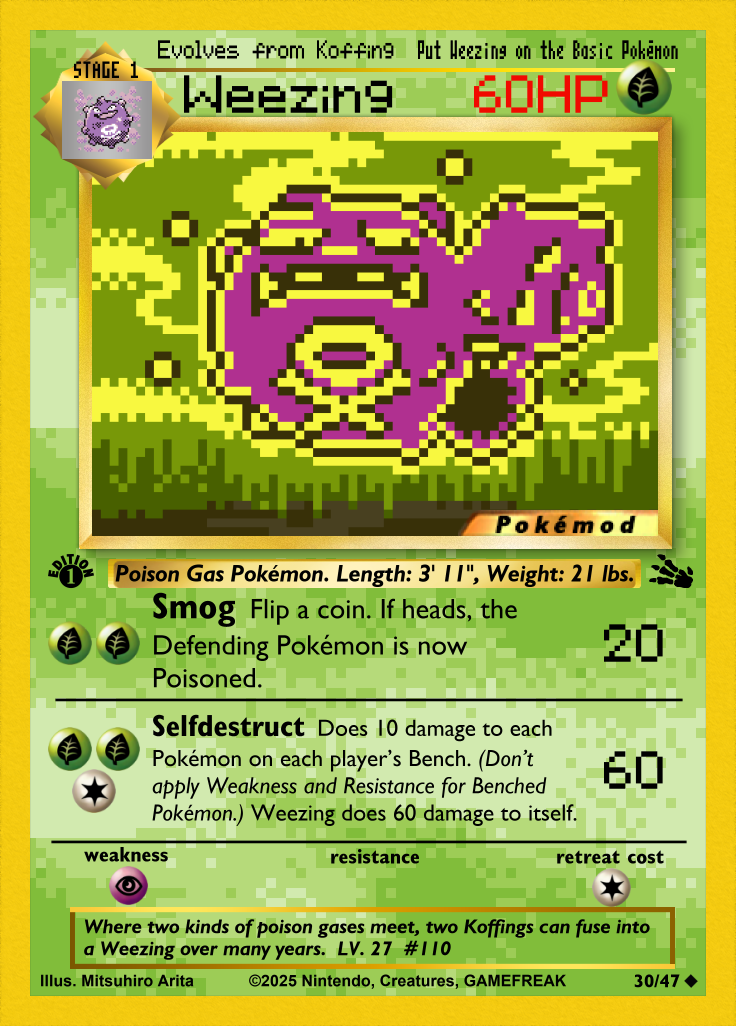 Evolves from Koffing Put Weezing on the Basic Pokémon
STAGE 1
Weezing 60HP
Pokémod
EDITION
1
Poison Gas Pokémon. Length: 3' 11", Weight: 21 lbs.
Smog Flip a coin. If heads, the
Defending Pokémon is now
Poisoned.
20
Selfdestruct Does 10 damage to each
Pokémon on each player's Bench. (Don't
apply Weakness and Resistance for Benched
Pokémon.) Weezing does 60 damage to itself.
60
weakness resistance retreat cost
Where two kinds of poison gases meet, two Koffings can fuse into
a Weezing over many years. LV. 27 #110
Illus. Mitsuhiro Arita ©2025 Nintendo, Creatures, GAMEFREAK 30/47